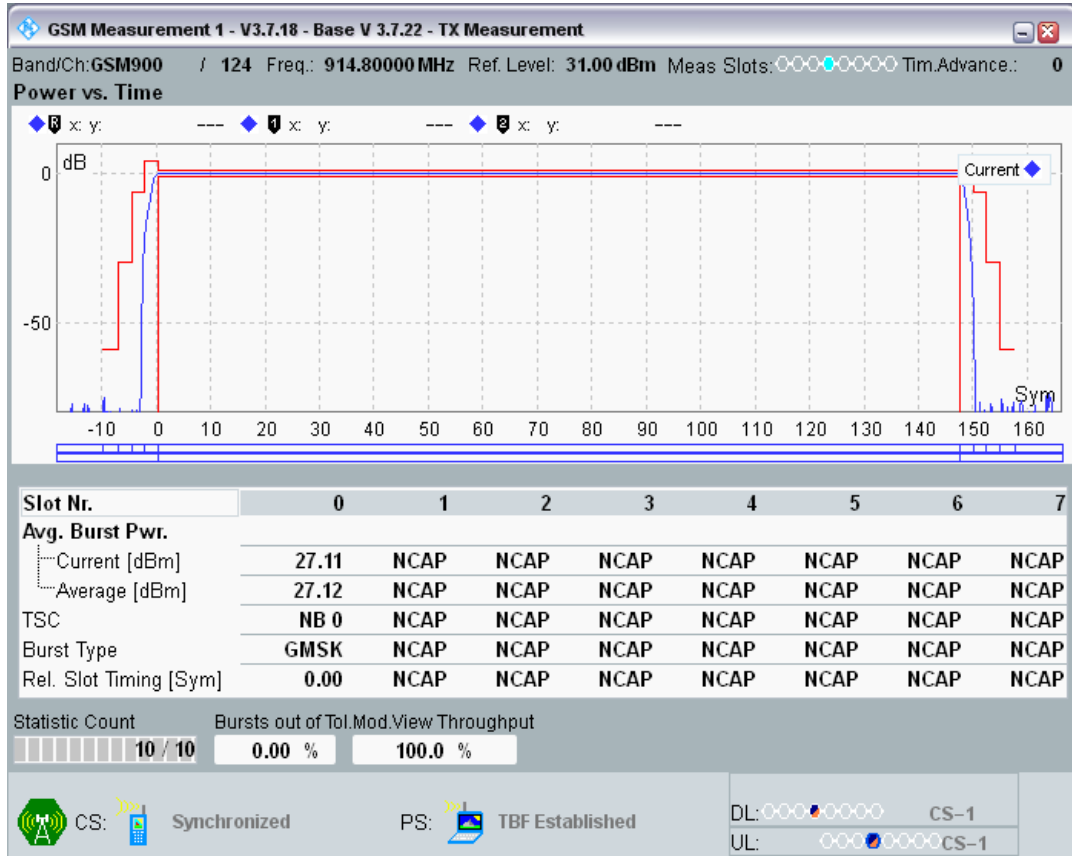 GSM Measurement 1 - V3.7.18 - Base V 3.7.22 - TX Measurement
Band/Ch:GSM900 / 124 Freq.: 914.80000 MHz Ref. Level: 31.00 dBm Meas Slots: Tim.Advance.: 0
Power vs. Time
R x: y: --- 1 x: y: --- 2 x: y: ---
dB
Current
0
-50
Sym
-10 0 10 20 30 40 50 60 70 80 90 100 110 120 130 140 150 160
Slot Nr. 0 1 2 3 4 5 6 7
Avg. Burst Pwr.
Current [dBm] 27.11 NCAP NCAP NCAP NCAP NCAP NCAP NCAP
Average [dBm] 27.12 NCAP NCAP NCAP NCAP NCAP NCAP NCAP
TSC NB 0 NCAP NCAP NCAP NCAP NCAP NCAP NCAP
Burst Type GMSK NCAP NCAP NCAP NCAP NCAP NCAP NCAP
Rel. Slot Timing [Sym] 0.00 NCAP NCAP NCAP NCAP NCAP NCAP NCAP
Statistic Count Bursts out of Tol.Mod.View Throughput
10 / 10 0.00 % 100.0 %
CS: Synchronized PS: TBF Established DL: CS-1
UL: CS-1